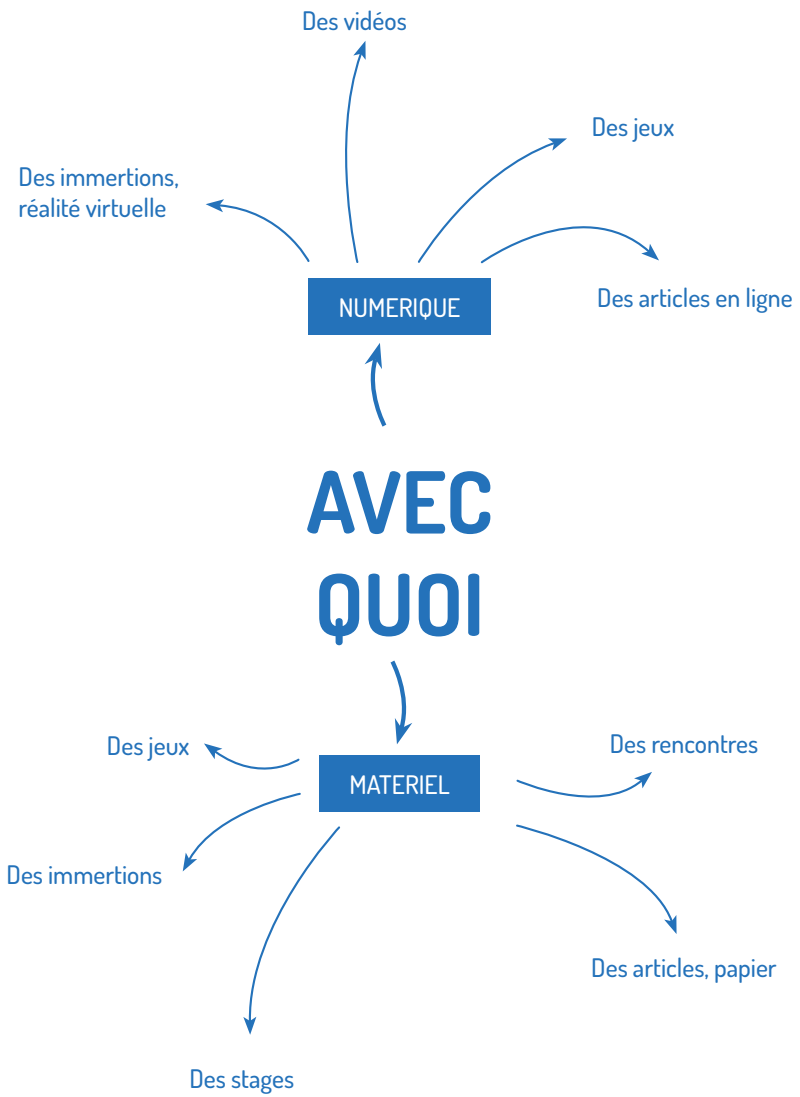 Des vidéos
Des jeux
Des immertions,
réalité virtuelle
Des articles en ligne
NUMERIQUE
AVEC
QUOI
Des jeux
Des rencontres
MATERIEL
Des immertions
Des articles, papier
Des stages